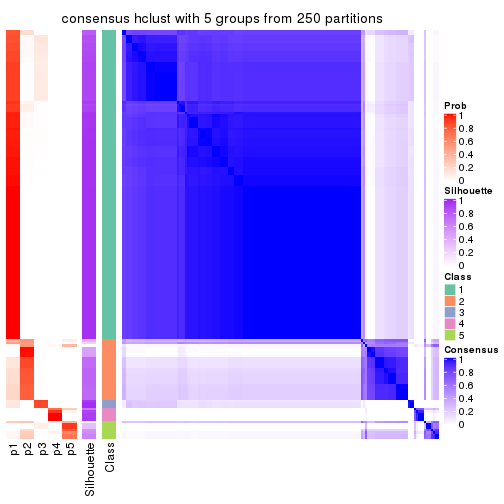 consensus hclust with 5 groups from 250 partitions
Prob
1
0.8
0.6
0.4
0.2
0
Silhouette
1
0.8
0.6
0.4
0.2
0
Class
1
2
3
4
5
Consensus
1
0.8
0.6
0.4
0.2
0
p1
p2
p3
p4
p5
Silhouette
Class